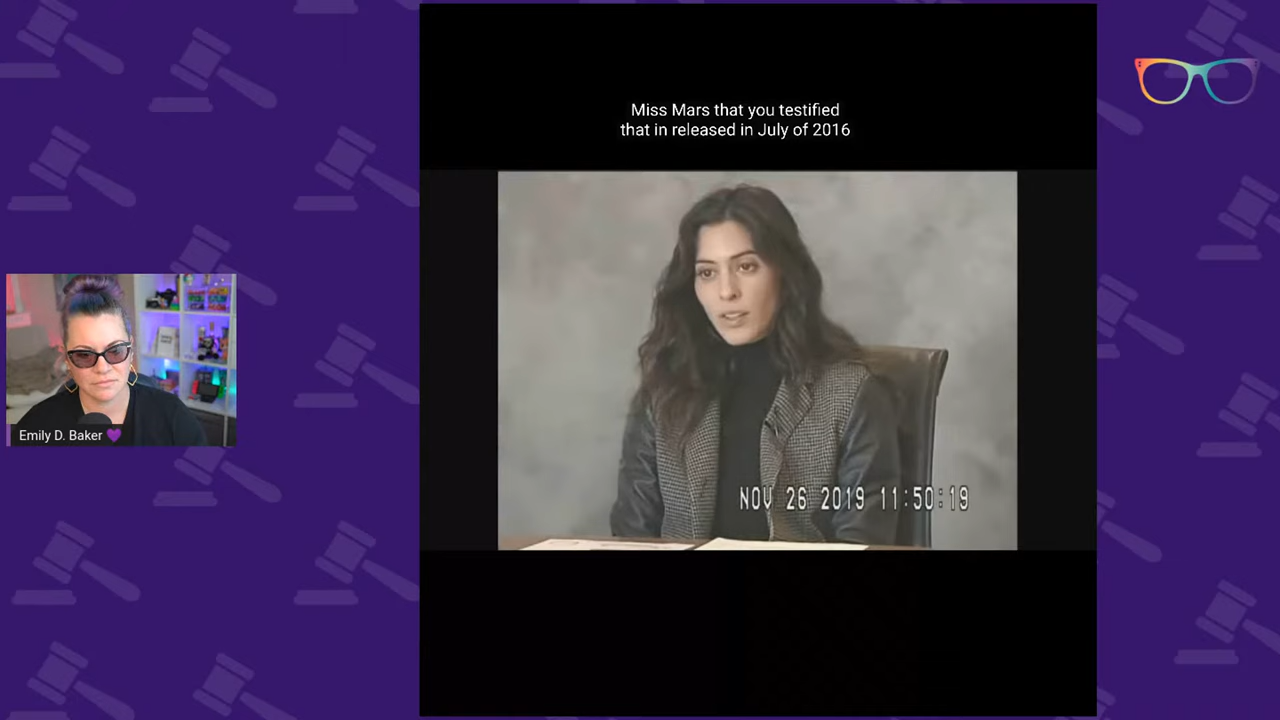 Miss Mars that you testified
that in released in July of 2016
NOV 26 2019 11:50:19
Emily D. Baker 💜